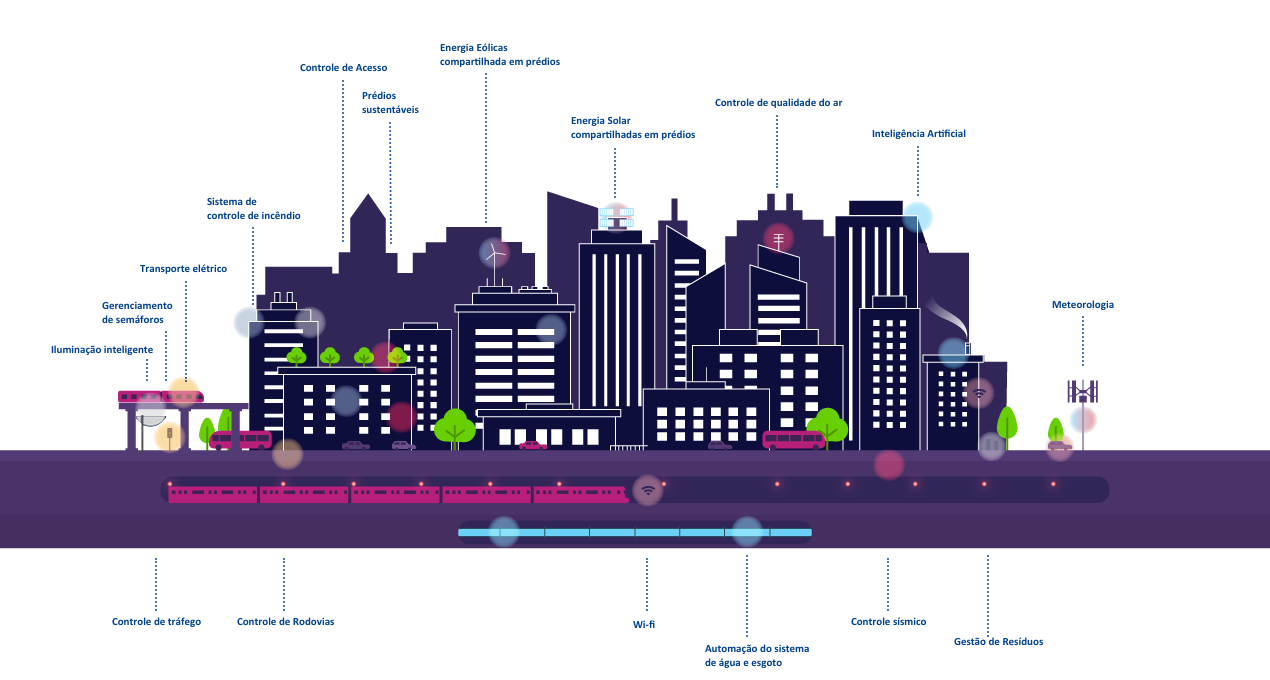 Energia Eólicas
compartilhada em prédios
Controle de Acesso
Prédios
sustentáveis
Controle de qualidade do ar
Energia Solar
compartilhadas em prédios
Inteligência Artificial
Sistema de
controle de incêndio
Transporte elétrico
Gerenciamento
de semáforos
Meteorologia
Iluminação inteligente
Controle de tráfego
Controle de Rodovias
Wi-fi
Controle sísmico
Gestão de Resíduos
Automação do sistema
de água e esgoto